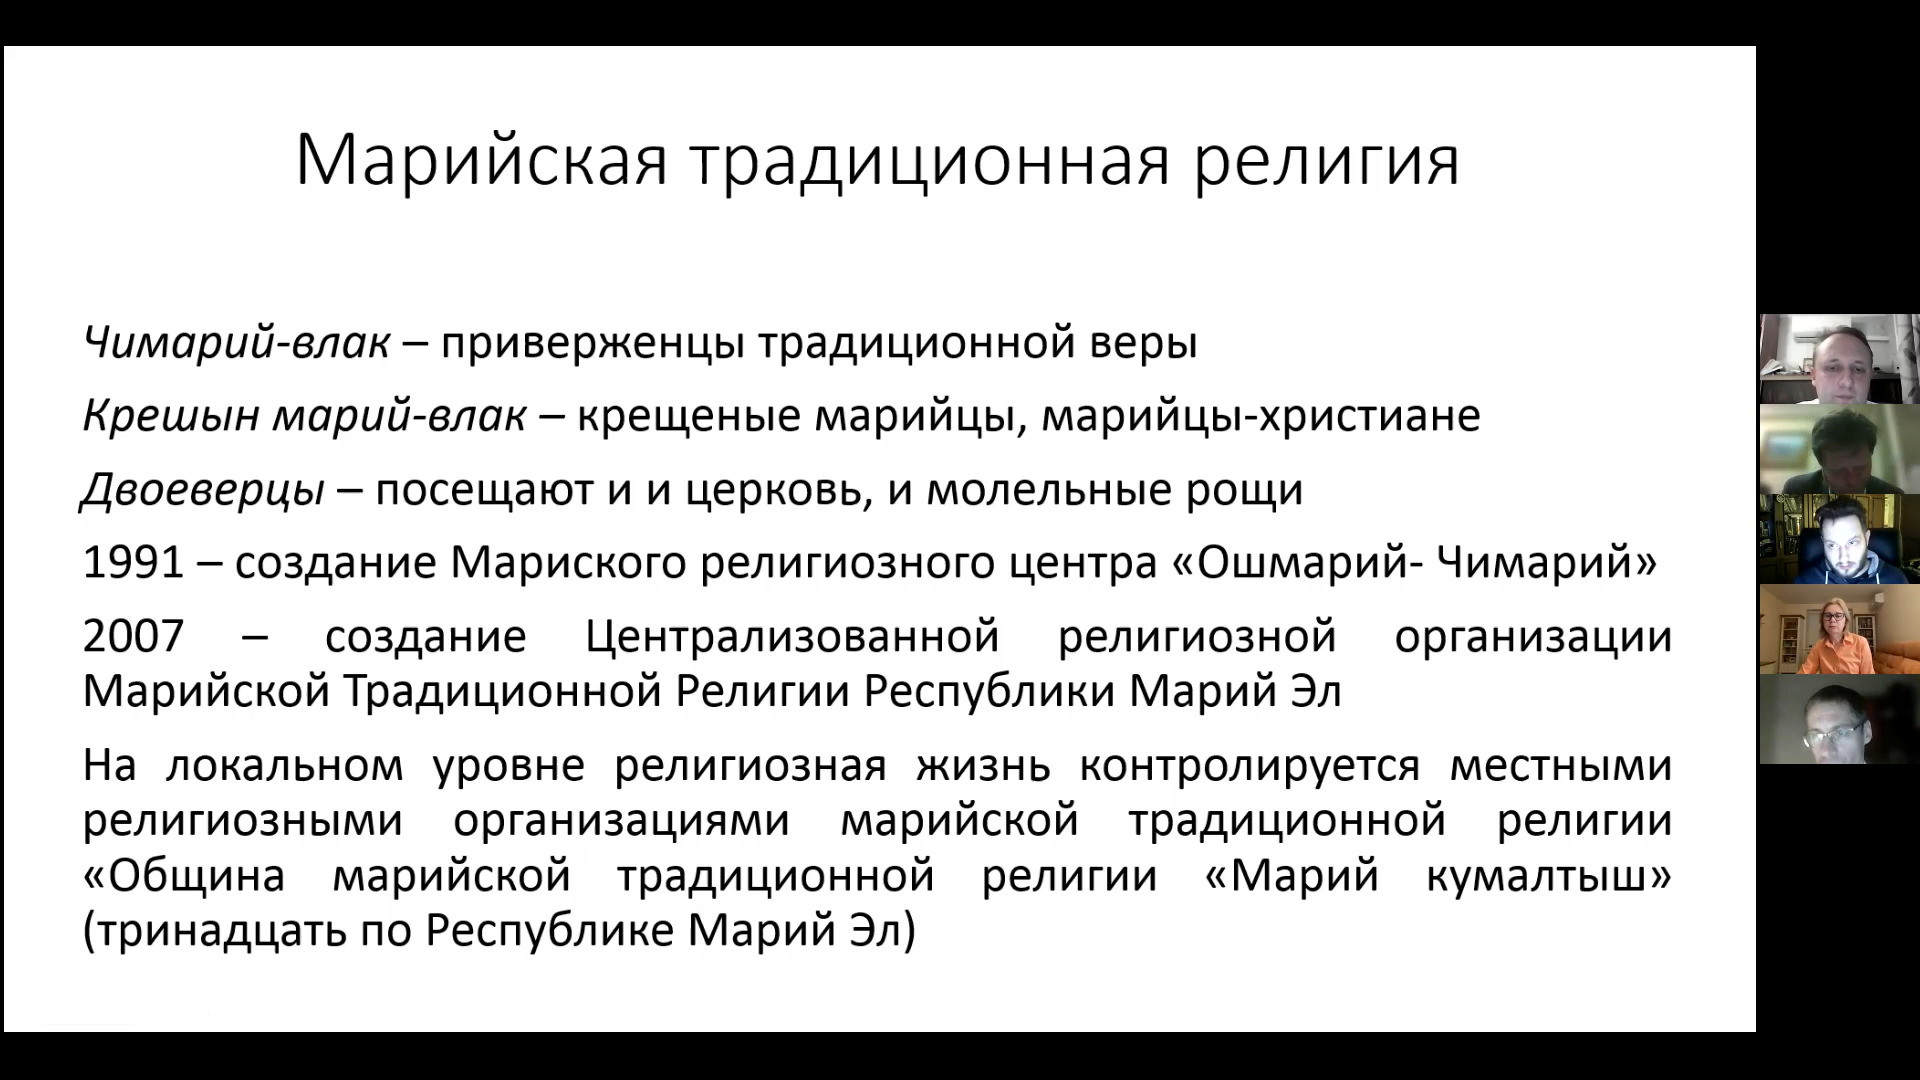 Марийская традиционная религия
Чимарий-влак – приверженцы традиционной веры
Крешын марий-влак – крещеные марийцы, марийцы-христиане
Двоеверцы – посещают и и церковь, и молельные рощи
1991 – создание Мариского религиозного центра «Ошмарий- Чимарий»
2007 – создание Централизованной религиозной организации
Марийской Традиционной Религии Республики Марий Эл
На локальном уровне религиозная жизнь контролируется местными
религиозными организациями марийской традиционной религии
«Община марийской традиционной религии «Марий кумалтыш»
(тринадцать по Республике Марий Эл)